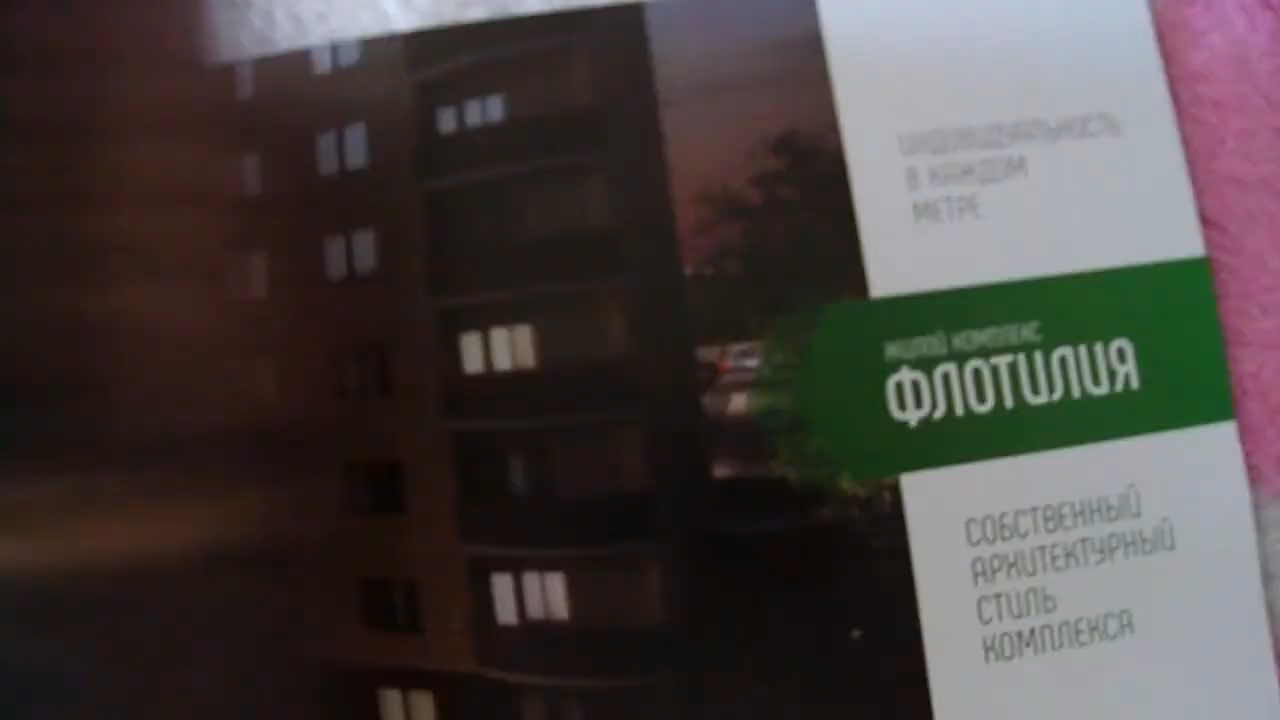 ИНДИВИДУАЛЬНОСТЬ
В КАЖДОМ
МЕТРЕ
ЖИЛОЙ КОМПЛЕКС
ФЛОТИЛИЯ
СОБСТВЕННЫЙ
АРХИТЕКТУРНЫЙ
СТИЛЬ
КОМПЛЕКСА